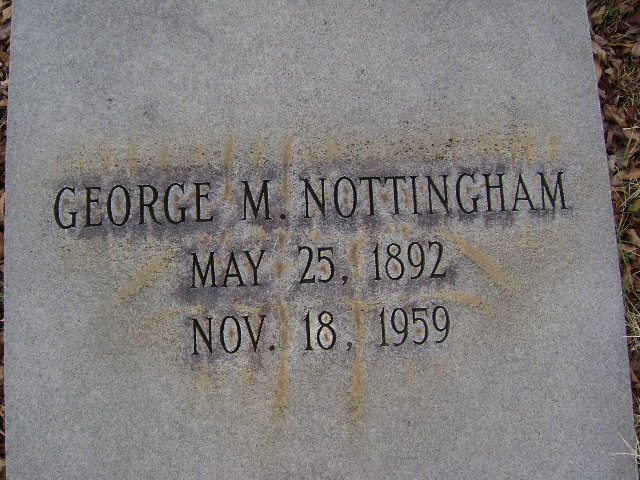 GEORGE M. NOTTINGHAM
MAY 25, 1892
NOV. 18, 1959